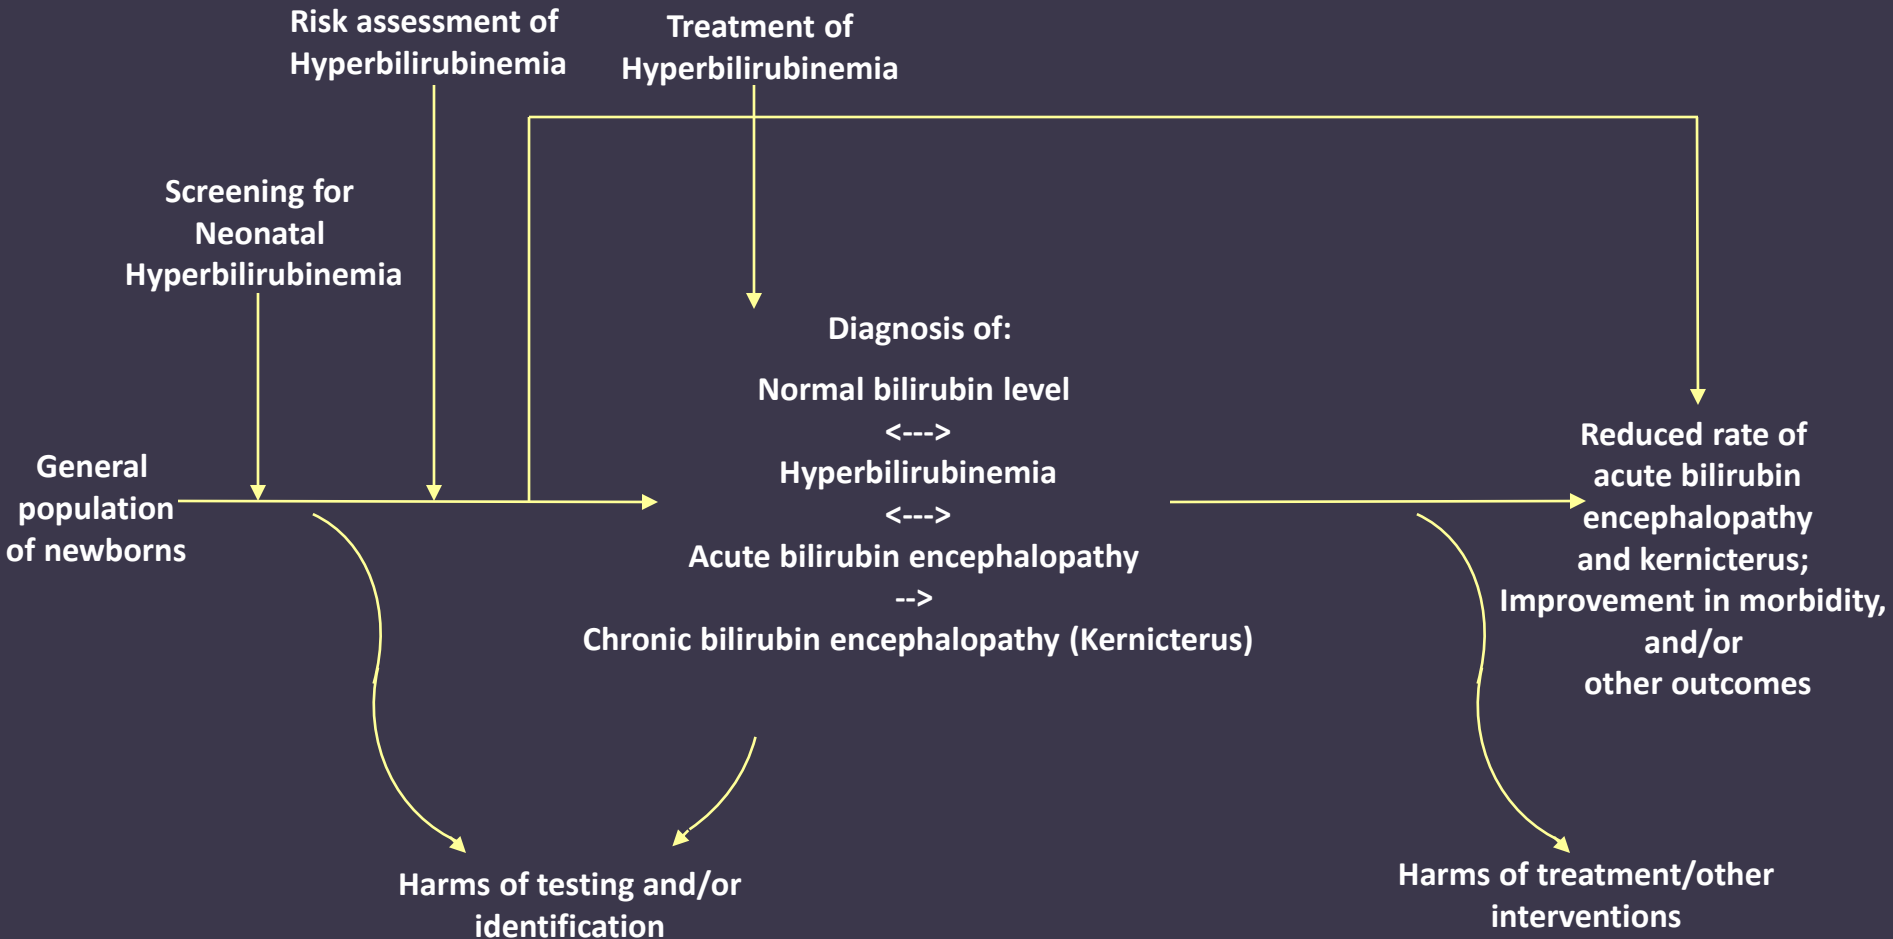 Risk assessment of
Hyperbilirubinemia
Treatment of
Hyperbilirubinemia
Screening for
Neonatal
Hyperbilirubinemia
General
population
of newborns
Diagnosis of:
Normal bilirubin level
<--->
Hyperbilirubinemia
<--->
Acute bilirubin encephalopathy
-->
Chronic bilirubin encephalopathy (Kernicterus)
Reduced rate of
acute bilirubin
encephalopathy
and kernicterus;
Improvement in morbidity,
and/or
other outcomes
Harms of testing and/or
identification
Harms of treatment/other
interventions